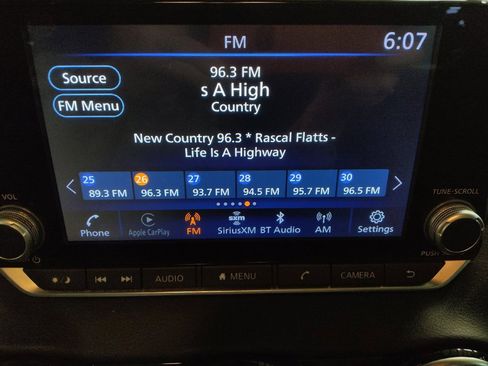 FM
6:07
Source
FM Menu
96.3 FM
s A High
Country
New Country 96.3 * Rascal Flatts -
Life Is A Highway
25 26 27 28 29 30
89.3 FM 96.3 FM 93.7 FM 94.5 FM 95.7 FM 96.5 FM
Phone Apple CarPlay FM sxm SiriusXM BT Audio AM Settings
VOL
TUNE·SCROLL
PUSH
AUDIO MENU CAMERA